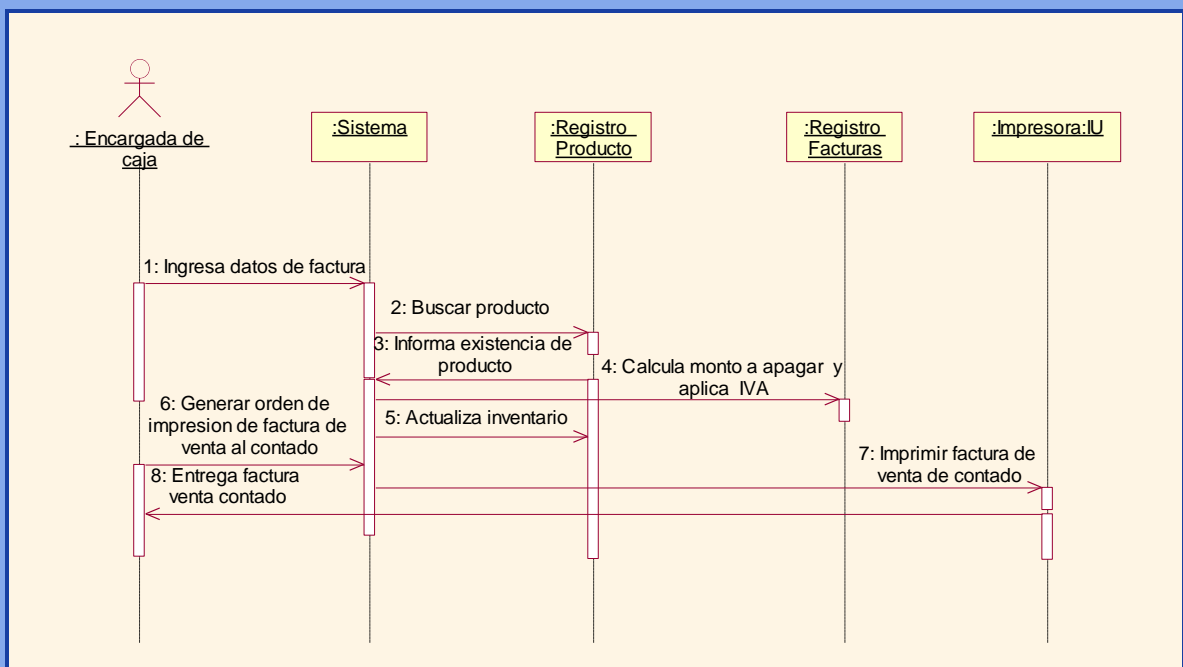 : Encargada de
caja
:Sistema
:Registro
Producto
:Registro
Facturas
:Impresora:IU
1: Ingresa datos de factura
2: Buscar producto
3: Informa existencia de
producto
4: Calcula monto a apagar y
aplica IVA
5: Actualiza inventario
6: Generar orden de
impresion de factura de
venta al contado
7: Imprimir factura de
venta de contado
8: Entrega factura
venta contado